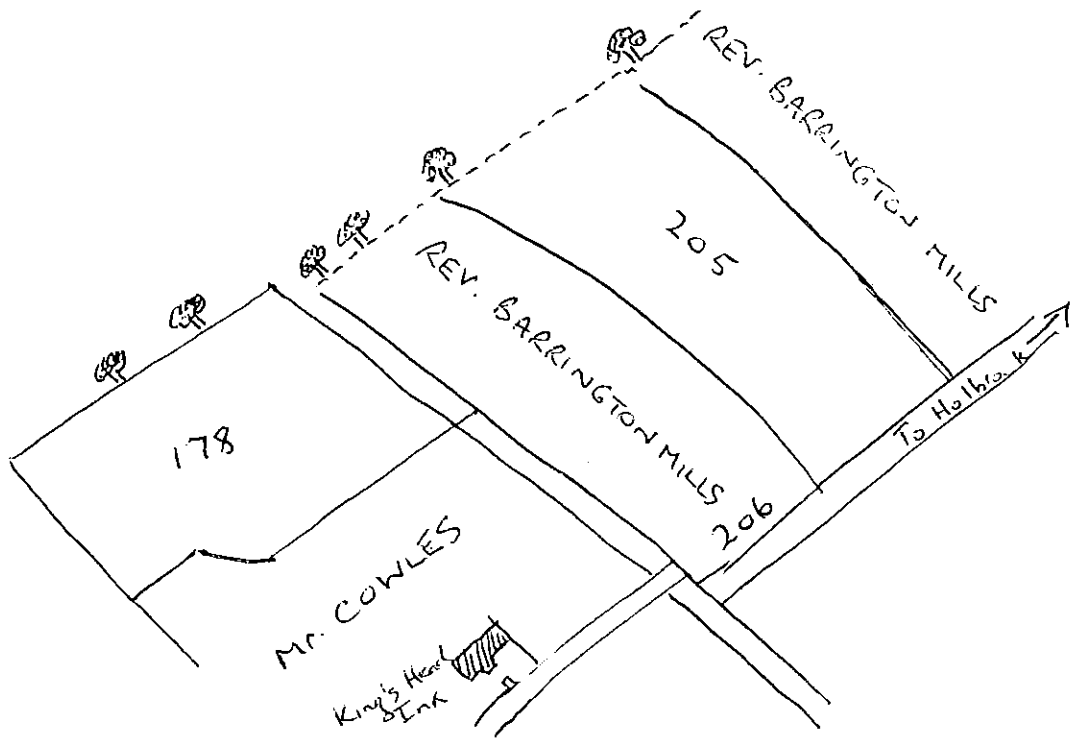 REV. BARRINGTON MILLS
205
REV. BARRINGTON MILLS
206
To Holbrook
178
Mr. COWLES
King's Head
Inn